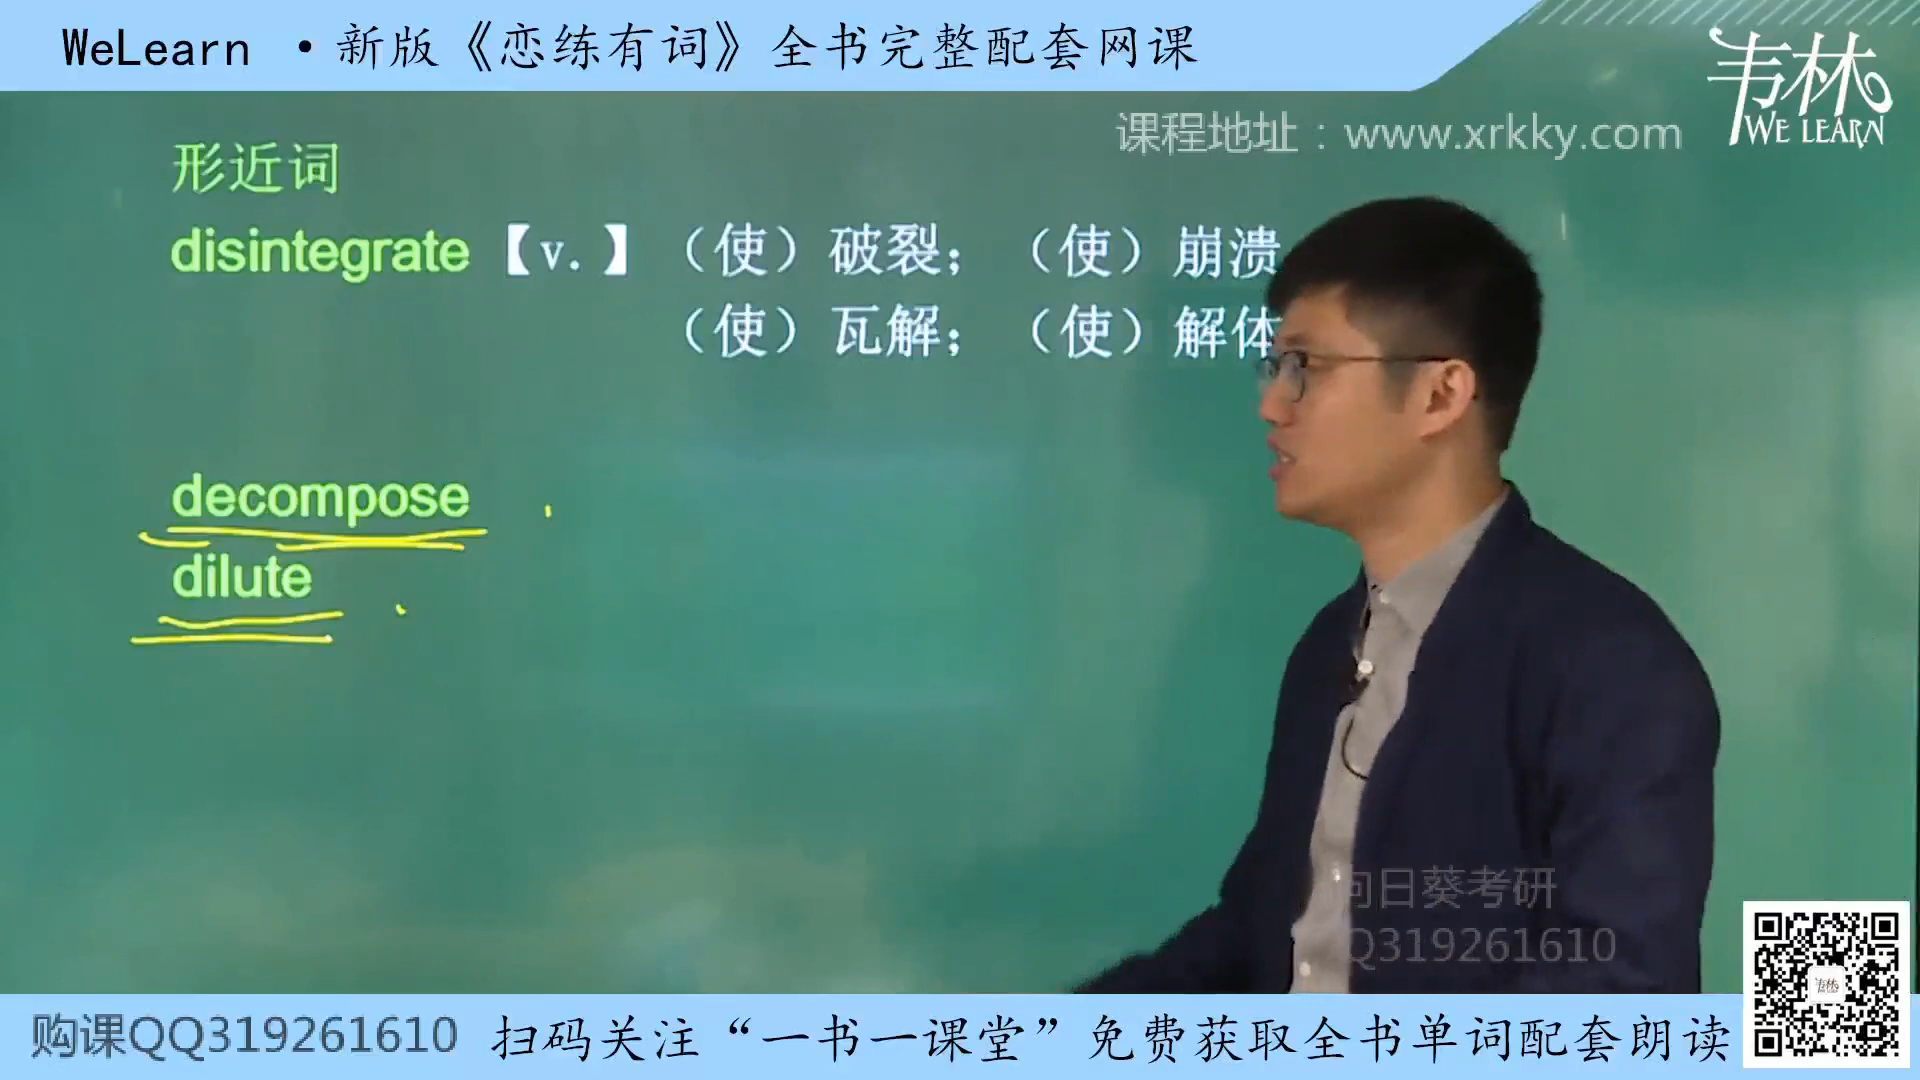 WeLearn ·新版《恋练有词》全书完整配套网课
韦林
WE LEARN
课程地址：www.xrkky.com
形近词
disintegrate【v.】（使）破裂；（使）崩溃
（使）瓦解；（使）解体
decompose
dilute
向日葵考研
Q319261610
购课QQ319261610
扫码关注“一书一课堂”免费获取全书单词配套朗读
韦林